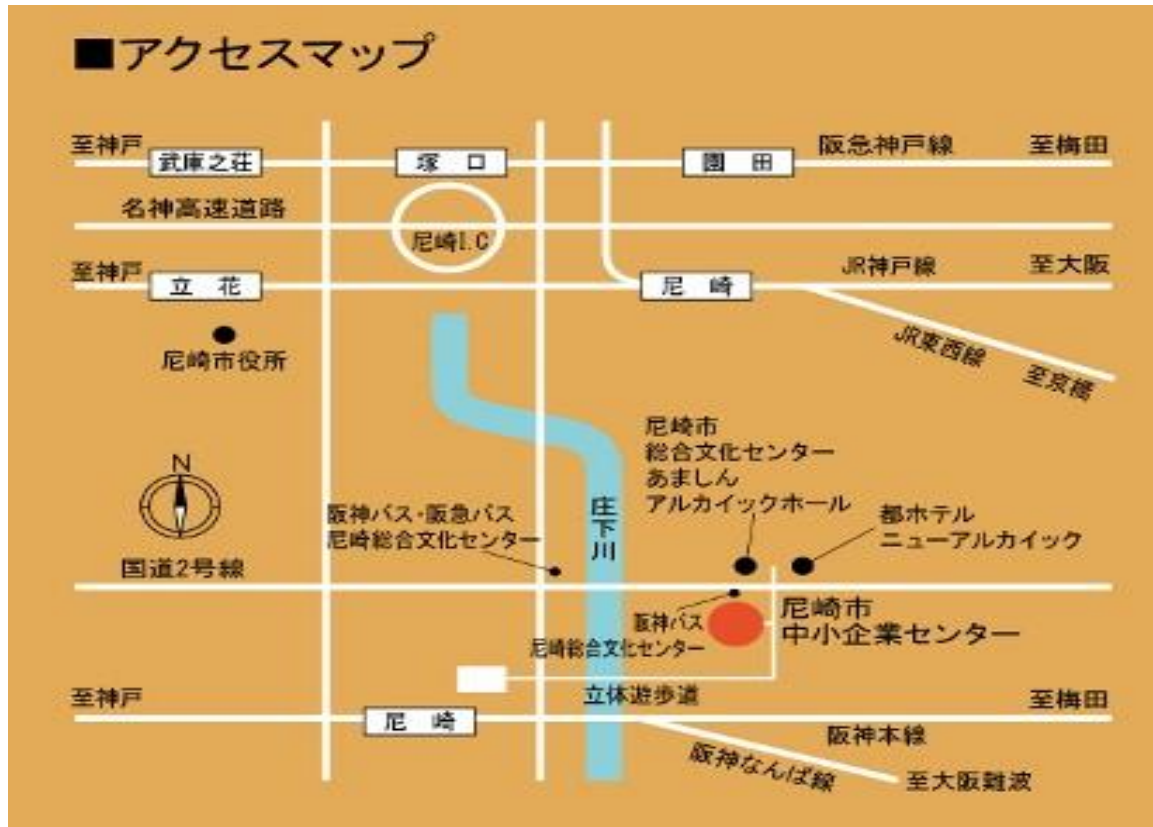 ■アクセスマップ
至神戸
武庫之荘
塚口
園田
阪急神戸線
至梅田
名神高速道路
尼崎I.C
至神戸
立花
尼崎
JR神戸線
至大阪
尼崎市役所
JR東西線
至京橋
N
尼崎市
総合文化センター
あましん
アルカイックホール
阪神バス・阪急バス
尼崎総合文化センター
庄下川
都ホテル
ニューアルカイック
国道2号線
阪神バス
尼崎総合文化センター
尼崎市
中小企業センター
至神戸
尼崎
立体遊歩道
至梅田
阪神本線
阪神なんば線
至大阪難波